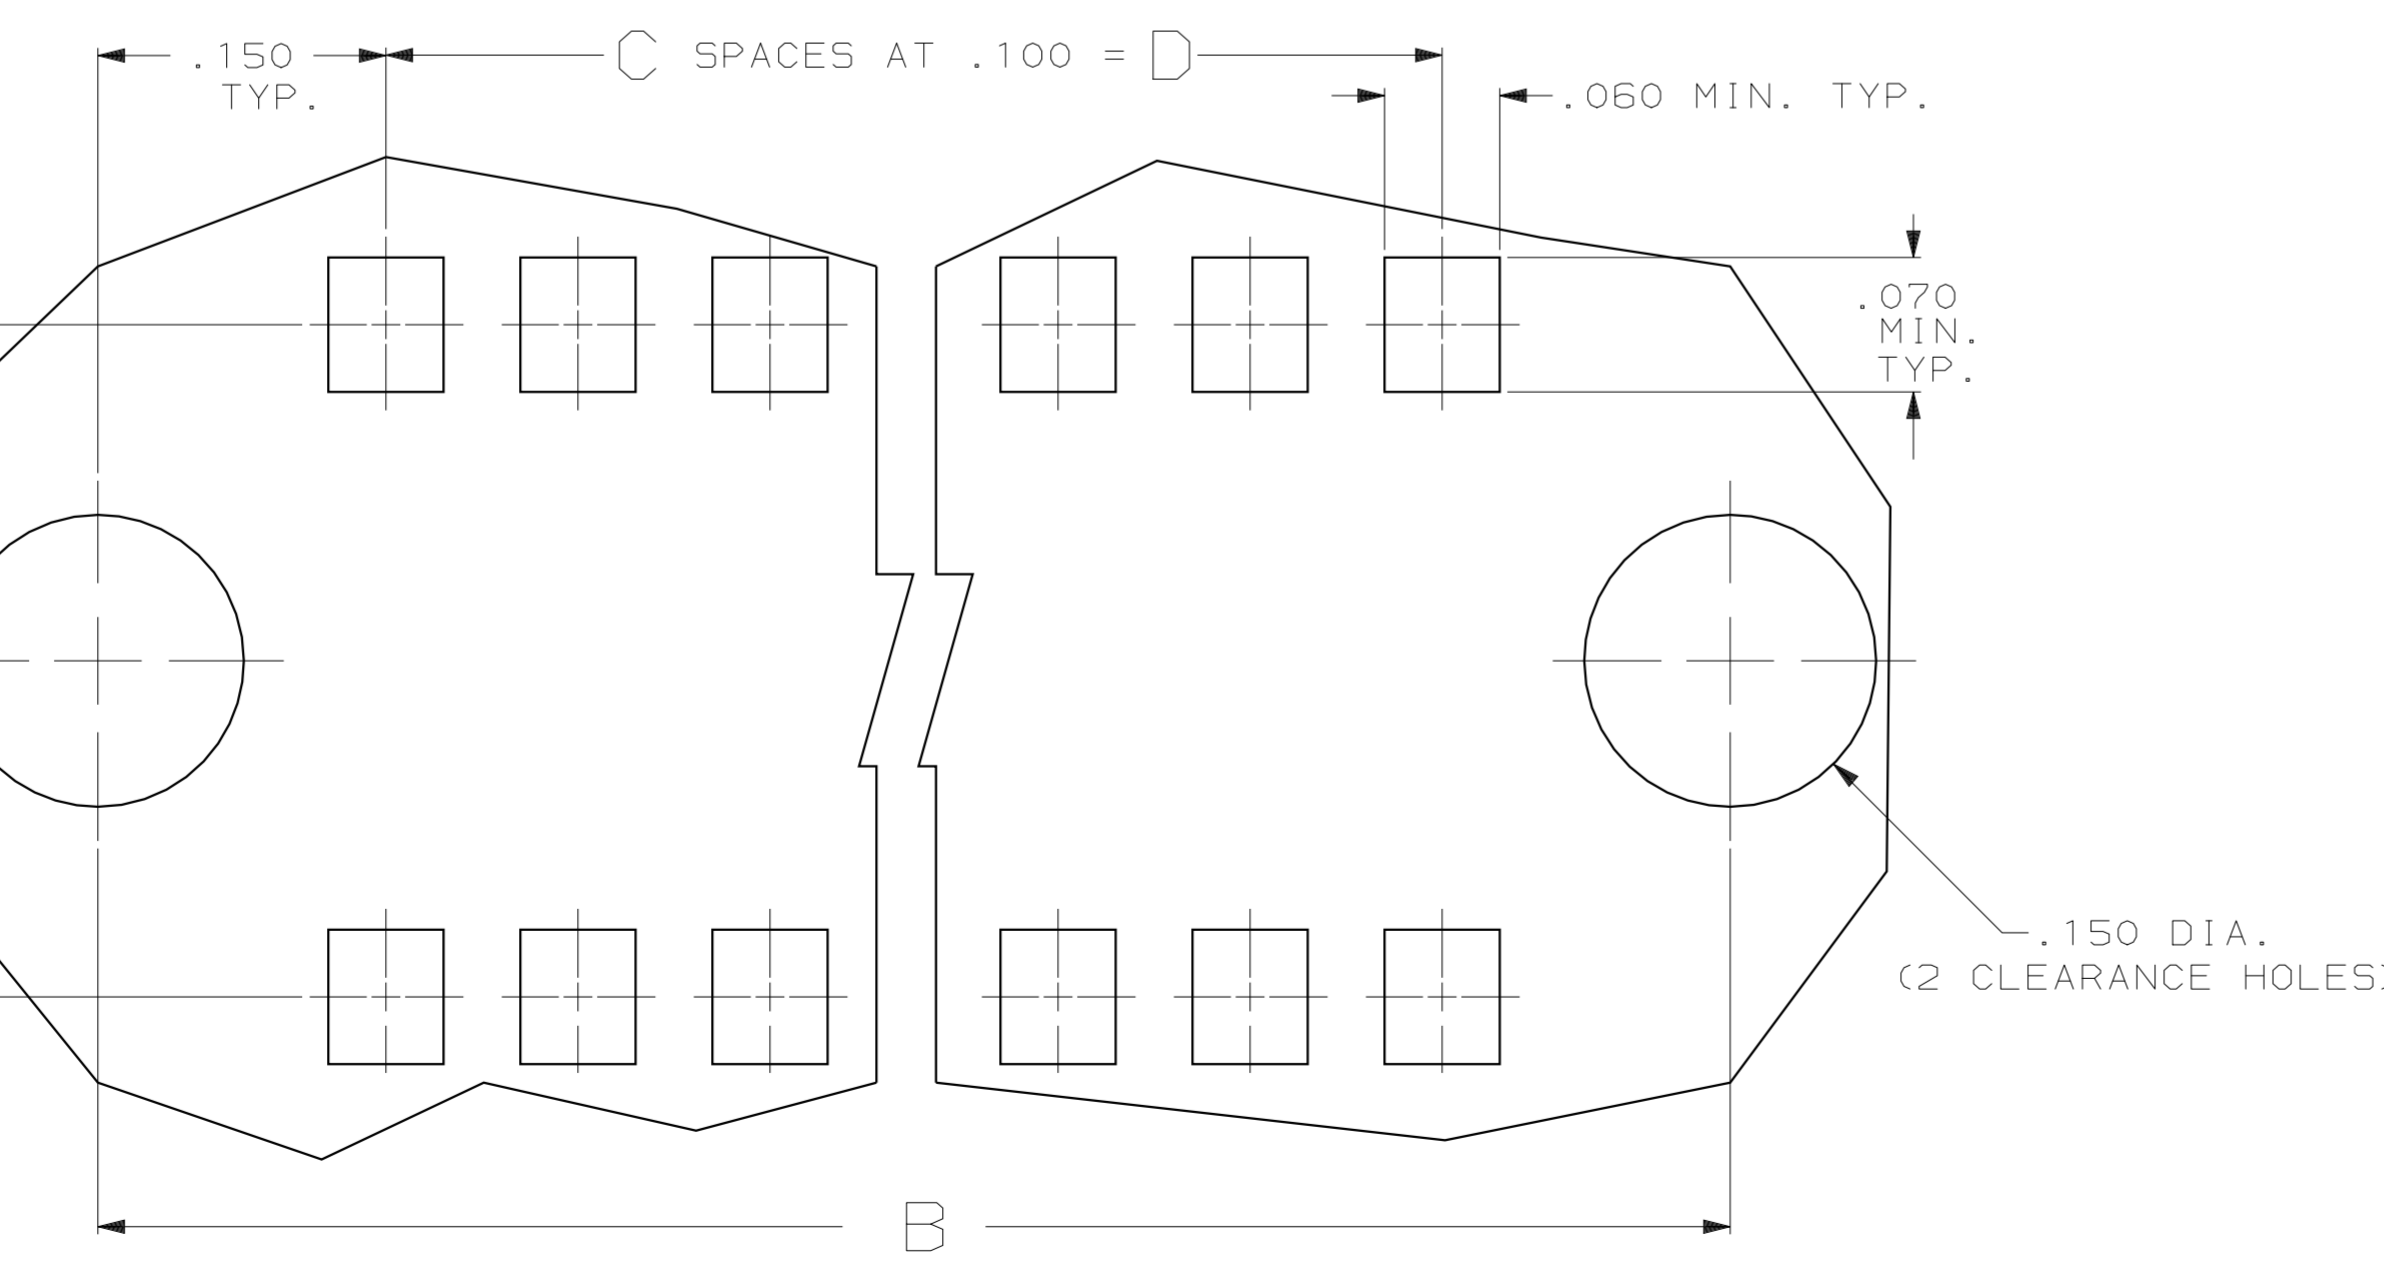 .150
TYP.
C SPACES AT .100 = D
.060 MIN. TYP.
.070
MIN.
TYP.
.150 DIA.
(2 CLEARANCE HOLES)
B